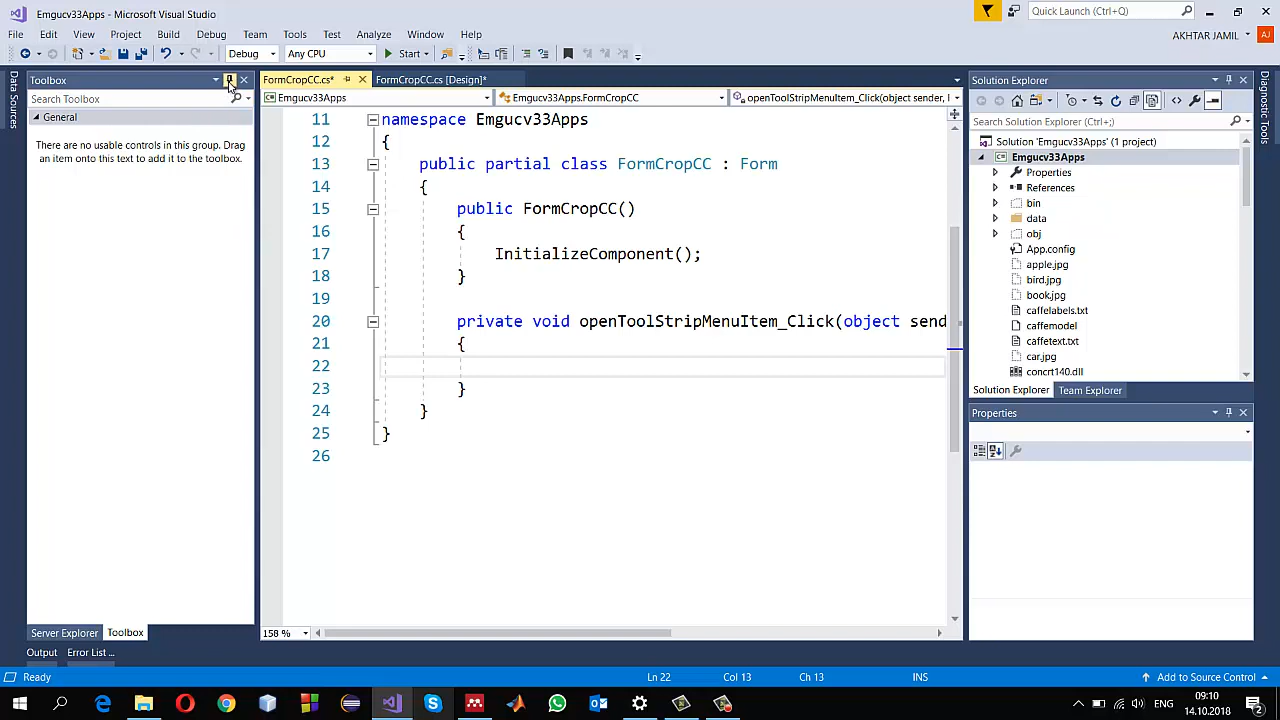 Emgucv33Apps - Microsoft Visual Studio
Quick Launch (Ctrl+Q)
File Edit View Project Build Debug Team Tools Test Analyze Window Help
AKHTAR JAMIL AJ
Debug Any CPU Start
Data Sources
Toolbox
Search Toolbox
General
There are no usable controls in this group. Drag
an item onto this text to add it to the toolbox.
Server Explorer Toolbox
FormCropCC.cs* FormCropCC.cs [Design]*
Emgucv33Apps Emgucv33Apps.FormCropCC openToolStripMenuItem_Click(object sender,
11 namespace Emgucv33Apps
12 {
13 public partial class FormCropCC : Form
14 {
15 public FormCropCC()
16 {
17 InitializeComponent();
18 }
19
20 private void openToolStripMenuItem_Click(object send
21 {
22
23 }
24 }
25 }
26
158 %
Solution Explorer
Search Solution Explorer (Ctrl+;)
Solution 'Emgucv33Apps' (1 project)
Emgucv33Apps
Properties
References
bin
data
obj
App.config
apple.jpg
bird.jpg
book.jpg
caffelabels.txt
caffemodel
caffetext.txt
car.jpg
concrt140.dll
Solution Explorer Team Explorer
Properties
Diagnostic Tools
Output Error List ...
Ready Ln 22 Col 13 Ch 13 INS Add to Source Control
ENG 09:10
14.10.2018 2